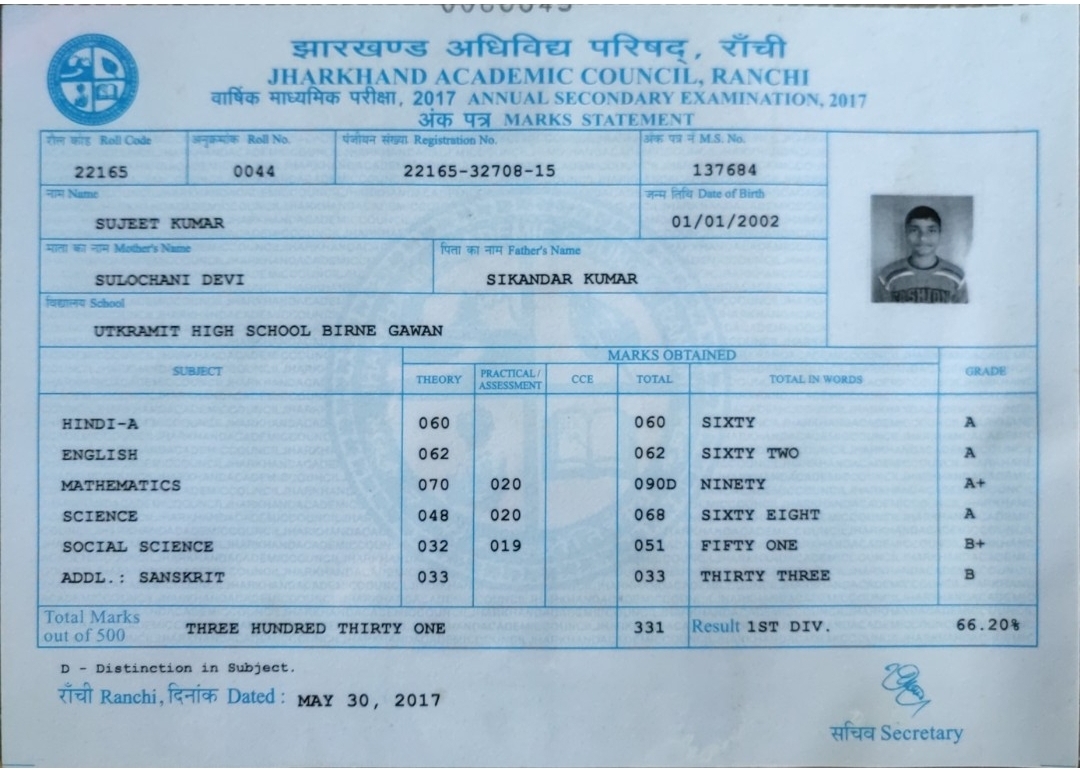 झारखण्ड अधिविद्य परिषद्, राँची
JHARKHAND ACADEMIC COUNCIL, RANCHI
वार्षिक माध्यमिक परीक्षा, 2017 ANNUAL SECONDARY EXAMINATION, 2017
अंक पत्र MARKS STATEMENT
रौल कोड Roll Code अनुक्रमांक Roll No. पंजीयन संख्या Registration No. अंक पत्र नं M.S. No.
22165 0044 22165-32708-15 137684
नाम Name जन्म तिथि Date of Birth
SUJEET KUMAR 01/01/2002
माता का नाम Mother's Name पिता का नाम Father's Name
SULOCHANI DEVI SIKANDAR KUMAR
विद्यालय School
UTKRAMIT HIGH SCHOOL BIRNE GAWAN
SUBJECT MARKS OBTAINED GRADE
THEORY PRACTICAL/ ASSESSMENT CCE TOTAL TOTAL IN WORDS
HINDI-A 060 060 SIXTY A
ENGLISH 062 062 SIXTY TWO A
MATHEMATICS 070 020 090D NINETY A+
SCIENCE 048 020 068 SIXTY EIGHT A
SOCIAL SCIENCE 032 019 051 FIFTY ONE B+
ADDL.: SANSKRIT 033 033 THIRTY THREE B
Total Marks out of 500 THREE HUNDRED THIRTY ONE 331 Result 1ST DIV. 66.20%
D - Distinction in Subject.
राँची Ranchi, दिनांक Dated : MAY 30, 2017
सचिव Secretary